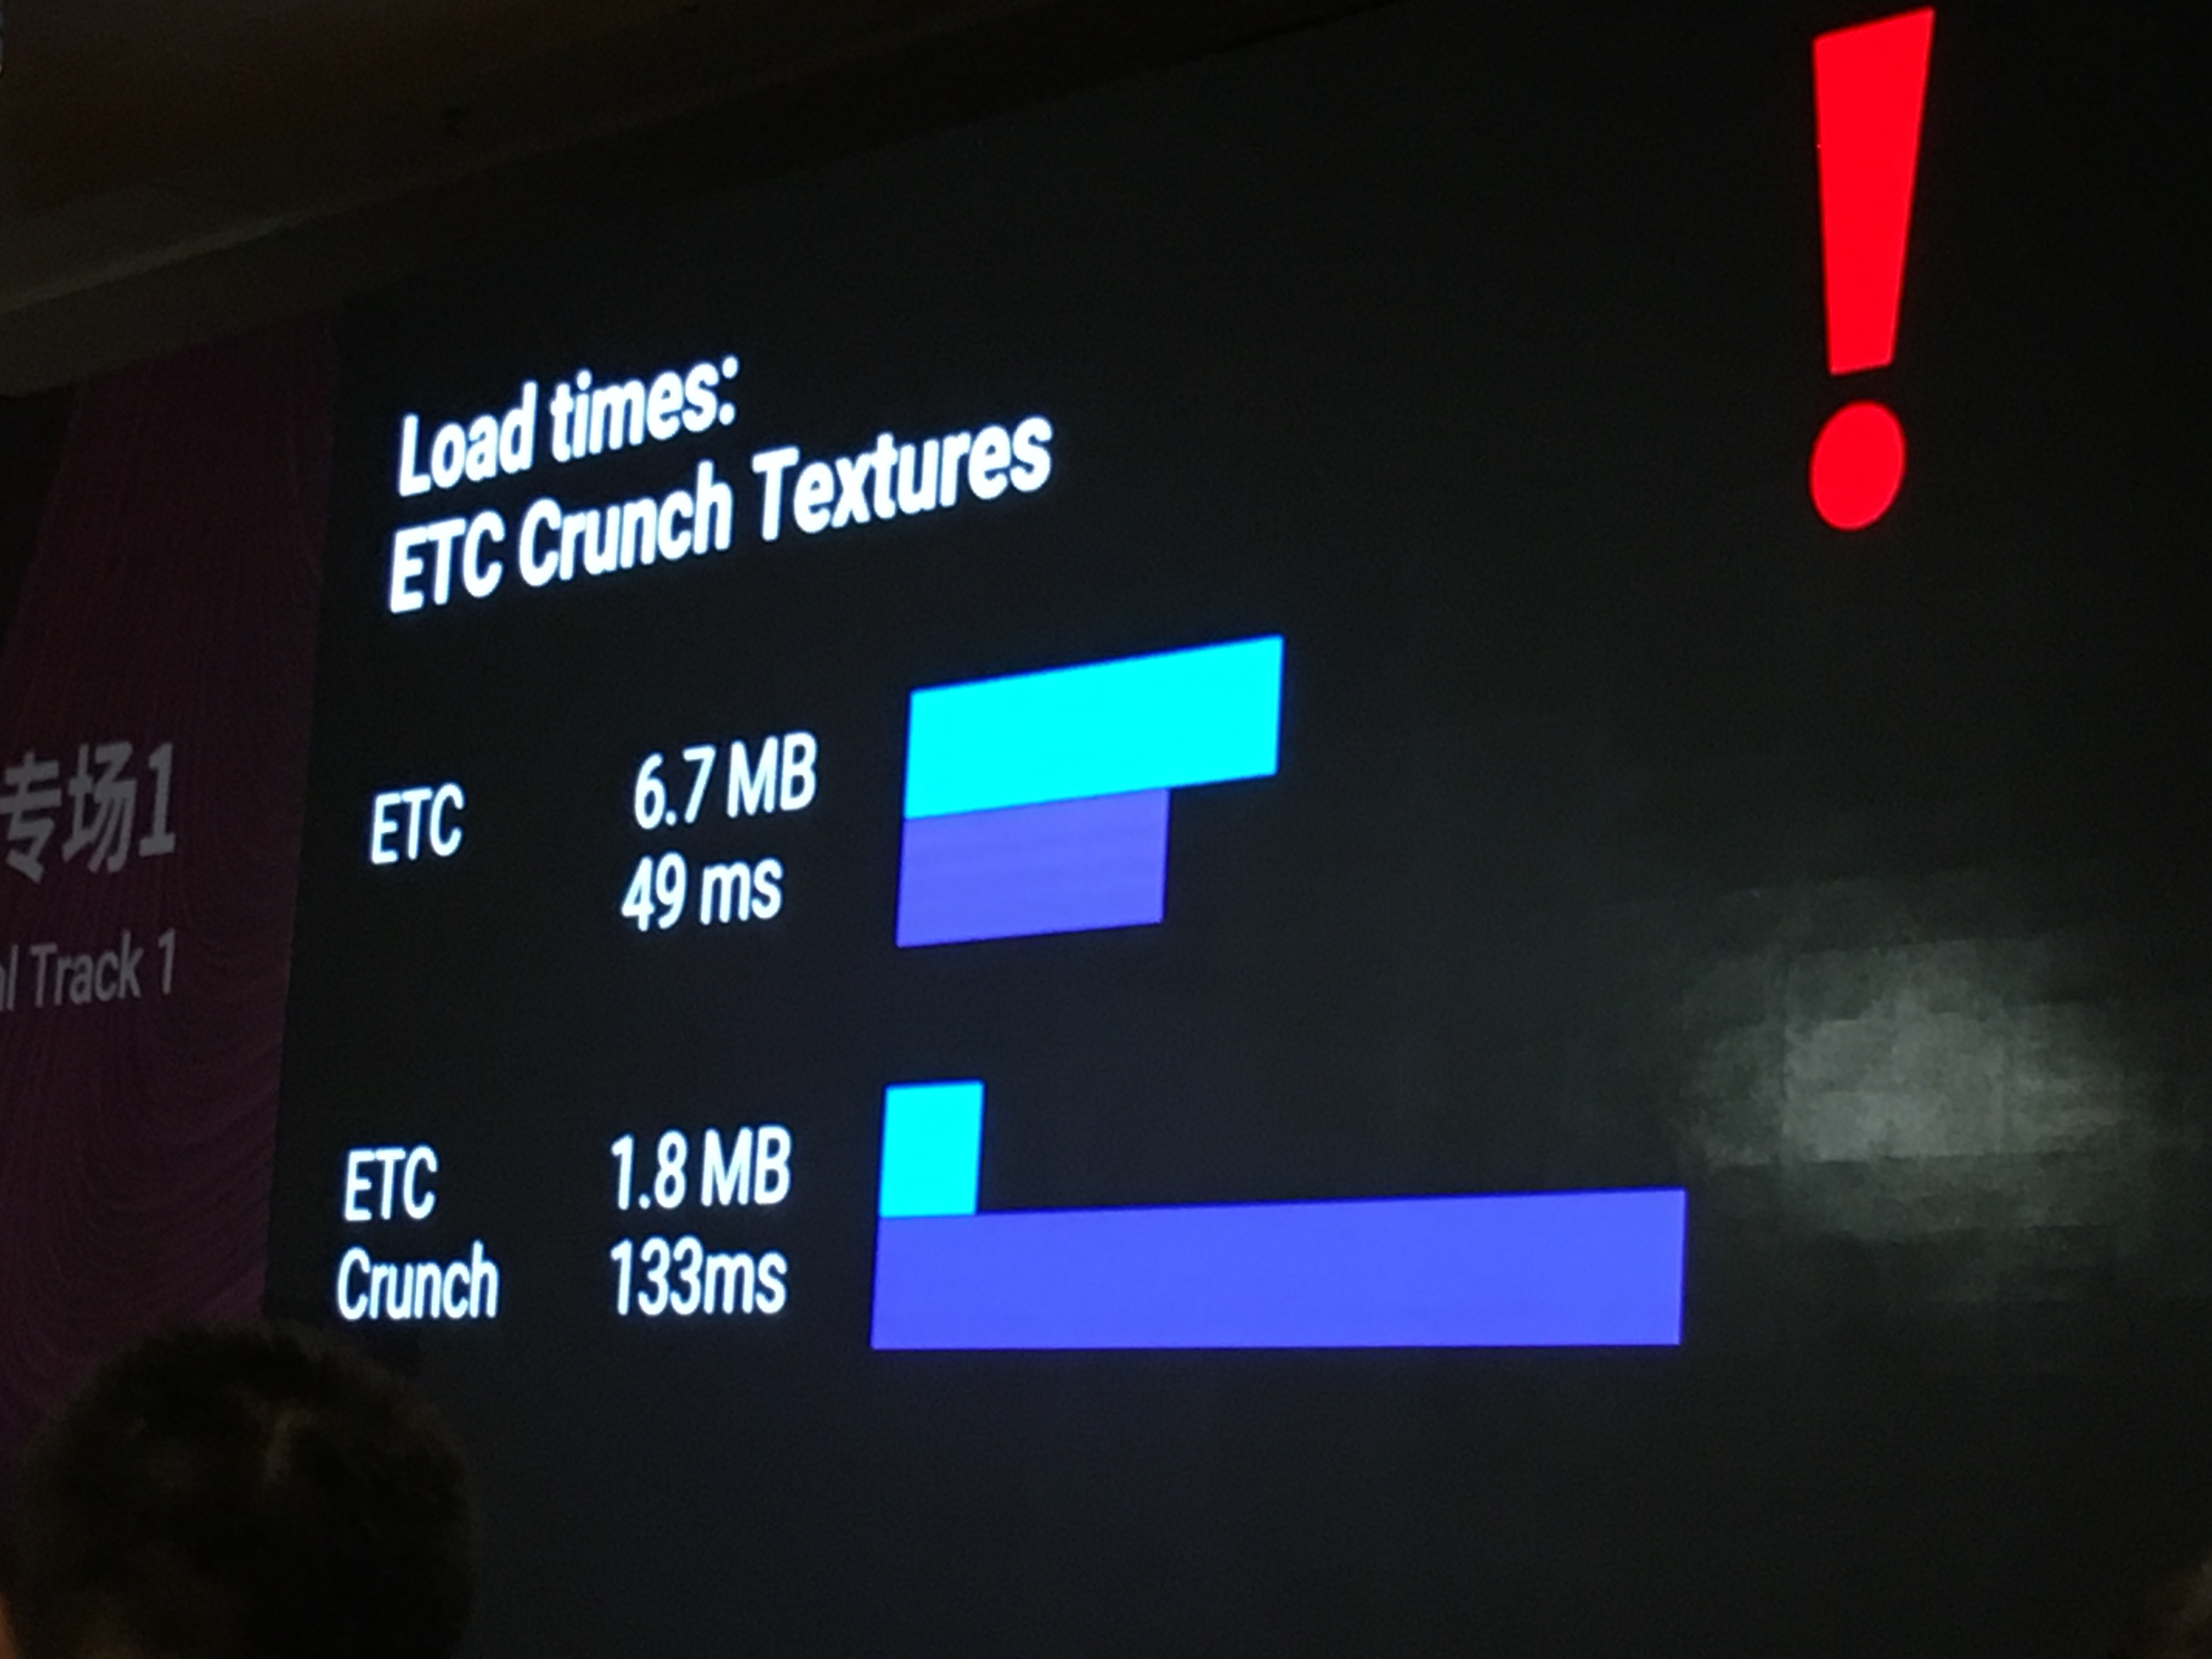 Load times:
ETC Crunch Textures
ETC
6.7 MB
49 ms
ETC
Crunch
1.8 MB
133ms
专场1
Track 1